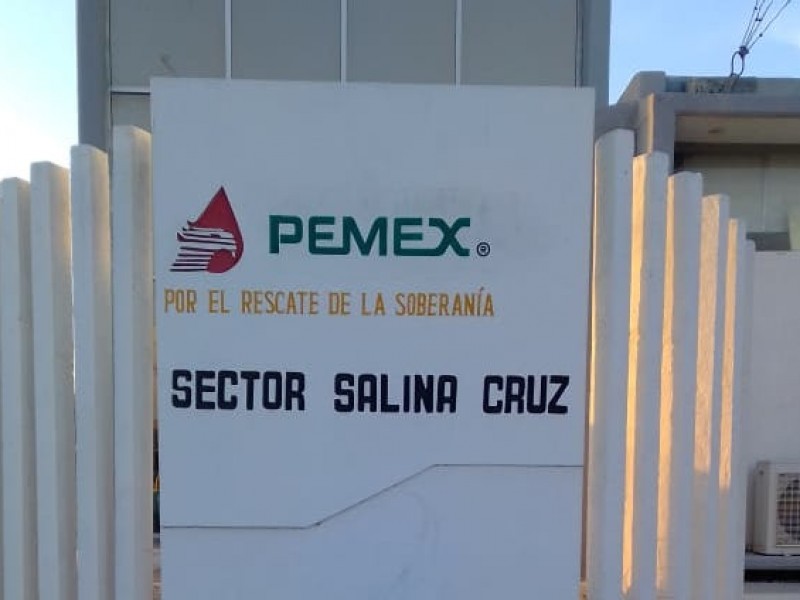 PEMEX®
POR EL RESCATE DE LA SOBERANÍA
SECTOR SALINA CRUZ